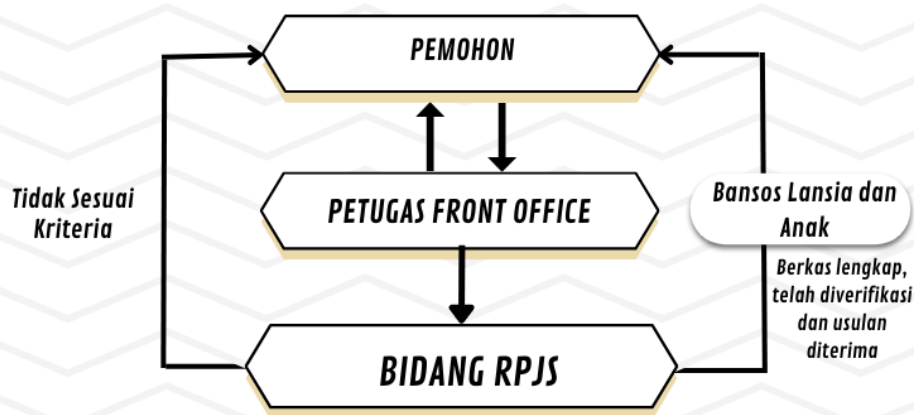 PEMOHON
Tidak Sesuai
Kriteria
PETUGAS FRONT OFFICE
Bansos Lansia dan
Anak
Berkas lengkap,
telah diverifikasi
dan usulan
diterima
BIDANG RPJS